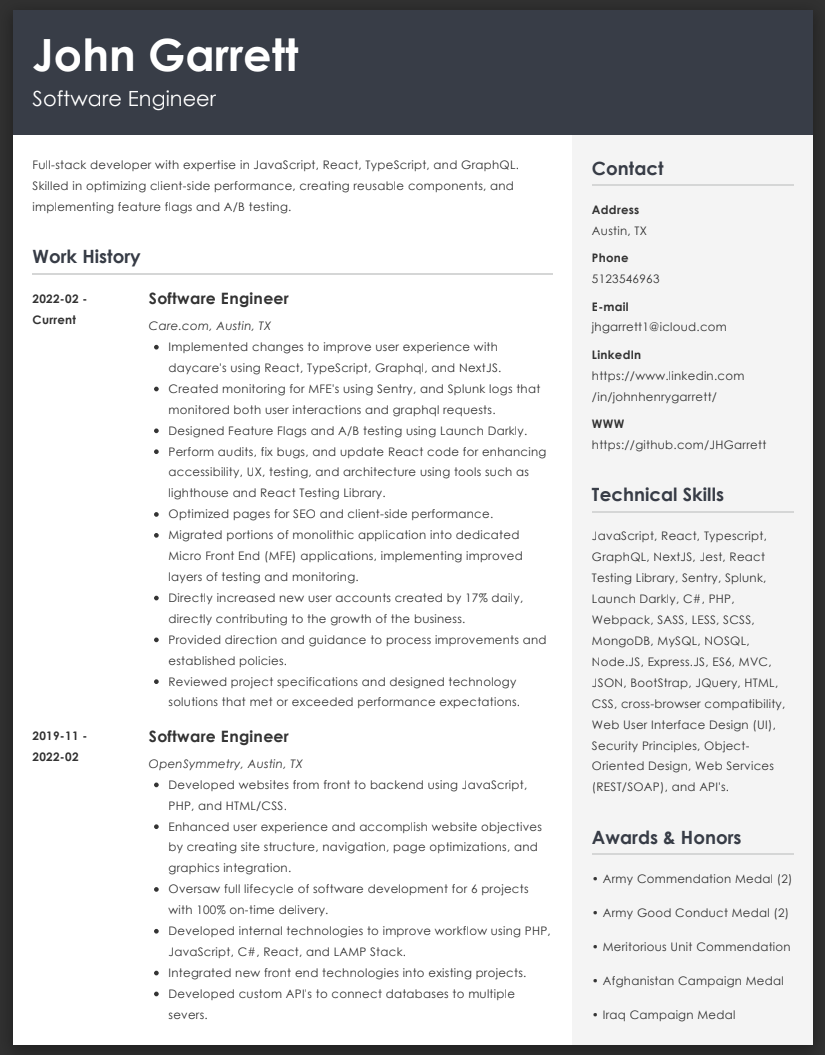 John Garrett
Software Engineer
Full-stack developer with expertise in JavaScript, React, TypeScript, and GraphQL.
Skilled in optimizing client-side performance, creating reusable components, and
implementing feature flags and A/B testing.
Work History
2022-02 -
Current
Software Engineer
Care.com, Austin, TX
• Implemented changes to improve user experience with
daycare's using React, TypeScript, Graphql, and NextJS.
• Created monitoring for MFE's using Sentry, and Splunk logs that
monitored both user interactions and graphql requests.
• Designed Feature Flags and A/B testing using Launch Darkly.
• Perform audits, fix bugs, and update React code for enhancing
accessibility, UX, testing, and architecture using tools such as
lighthouse and React Testing Library.
• Optimized pages for SEO and client-side performance.
• Migrated portions of monolithic application into dedicated
Micro Front End (MFE) applications, implementing improved
layers of testing and monitoring.
• Directly increased new user accounts created by 17% daily,
directly contributing to the growth of the business.
• Provided direction and guidance to process improvements and
established policies.
• Reviewed project specifications and designed technology
solutions that met or exceeded performance expectations.
2019-11 -
2022-02
Software Engineer
OpenSymmetry, Austin, TX
• Developed websites from front to backend using JavaScript,
PHP, and HTML/CSS.
• Enhanced user experience and accomplish website objectives
by creating site structure, navigation, page optimizations, and
graphics integration.
• Oversaw full lifecycle of software development for 6 projects
with 100% on-time delivery.
• Developed internal technologies to improve workflow using PHP,
JavaScript, C#, React, and LAMP Stack.
• Integrated new front end technologies into existing projects.
• Developed custom API's to connect databases to multiple
severs.
Contact
Address
Austin, TX
Phone
5123546963
E-mail
jhgarrett1@icloud.com
LinkedIn
https://www.linkedin.com
/in/johnhenrygarrett/
WWW
https://github.com/JHGarrett
Technical Skills
JavaScript, React, Typescript,
GraphQL, NextJS, Jest, React
Testing Library, Sentry, Splunk,
Launch Darkly, C#, PHP,
Webpack, SASS, LESS, SCSS,
MongoDB, MySQL, NOSQL,
Node.JS, Express.JS, ES6, MVC,
JSON, BootStrap, JQuery, HTML,
CSS, cross-browser compatibility,
Web User Interface Design (UI),
Security Principles, Object-
Oriented Design, Web Services
(REST/SOAP), and API's.
Awards & Honors
• Army Commendation Medal (2)
• Army Good Conduct Medal (2)
• Meritorious Unit Commendation
• Afghanistan Campaign Medal
• Iraq Campaign Medal